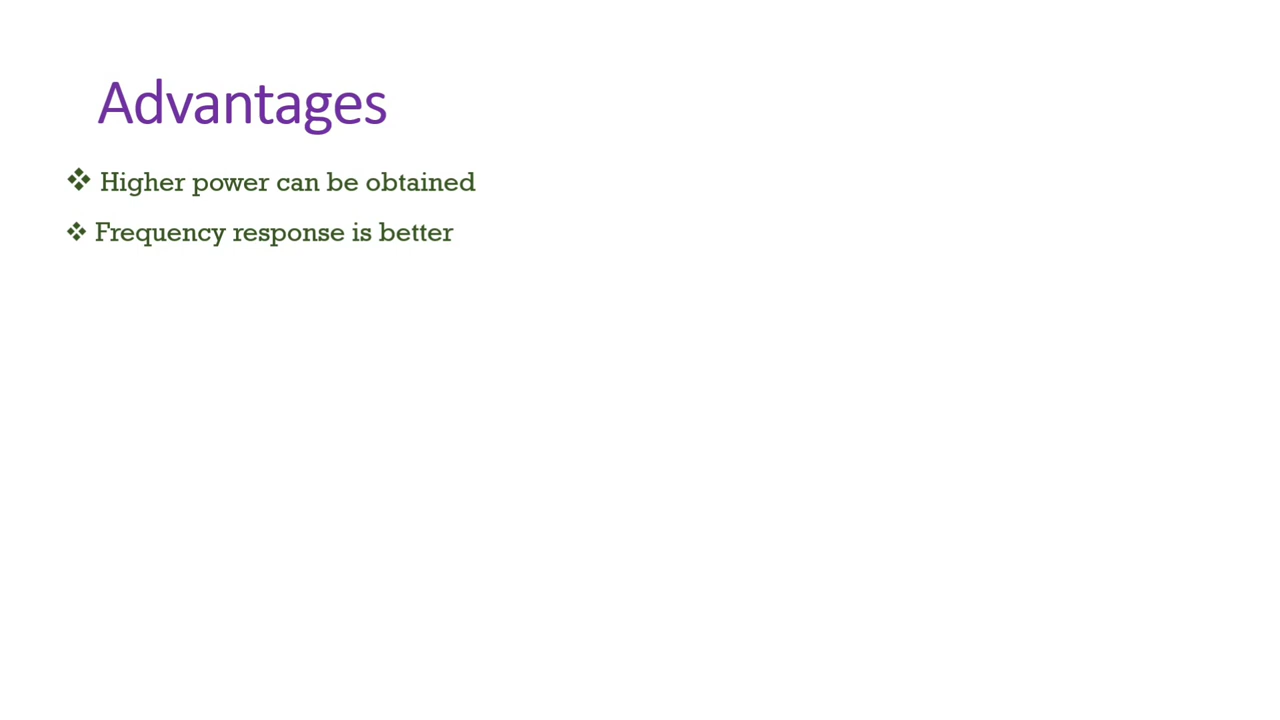 Advantages
❖ Higher power can be obtained
❖ Frequency response is better